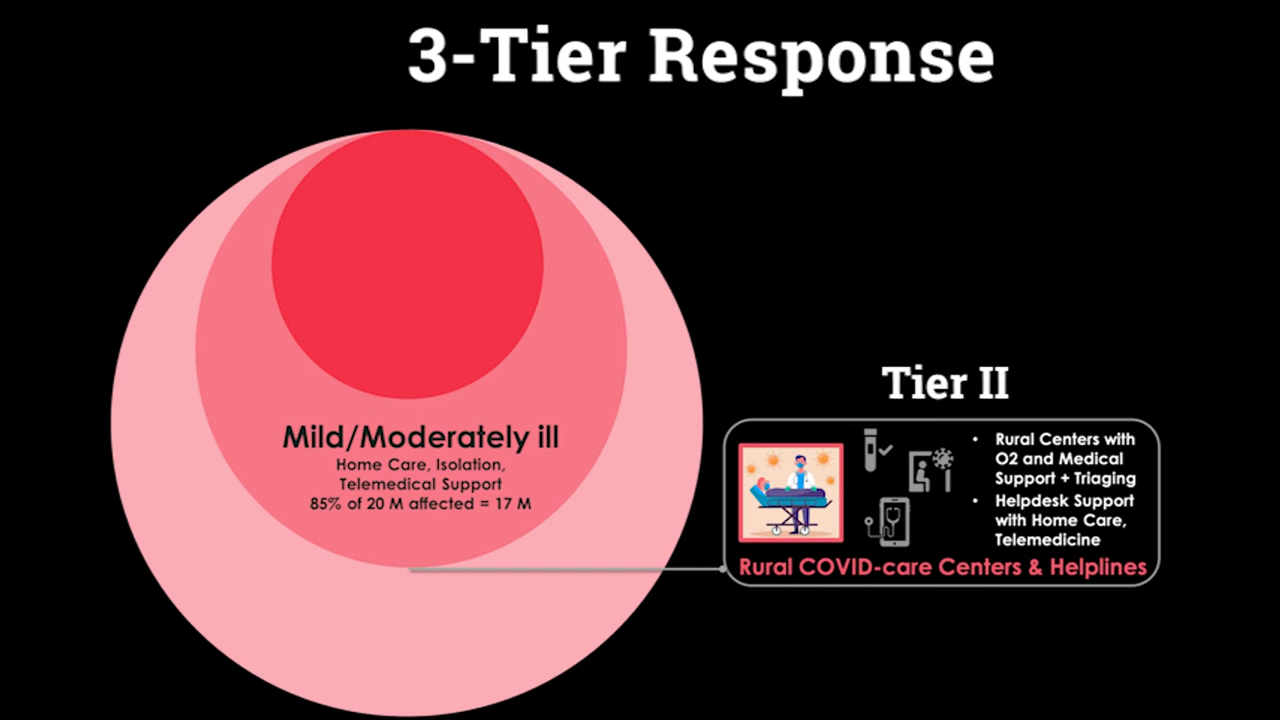 3-Tier Response
Mild/Moderately ill
Home Care, Isolation,
Telemedical Support
85% of 20 M affected = 17 M
Tier II
• Rural Centers with
O2 and Medical
Support + Triaging
• Helpdesk Support
with Home Care,
Telemedicine
Rural COVID-care Centers & Helplines